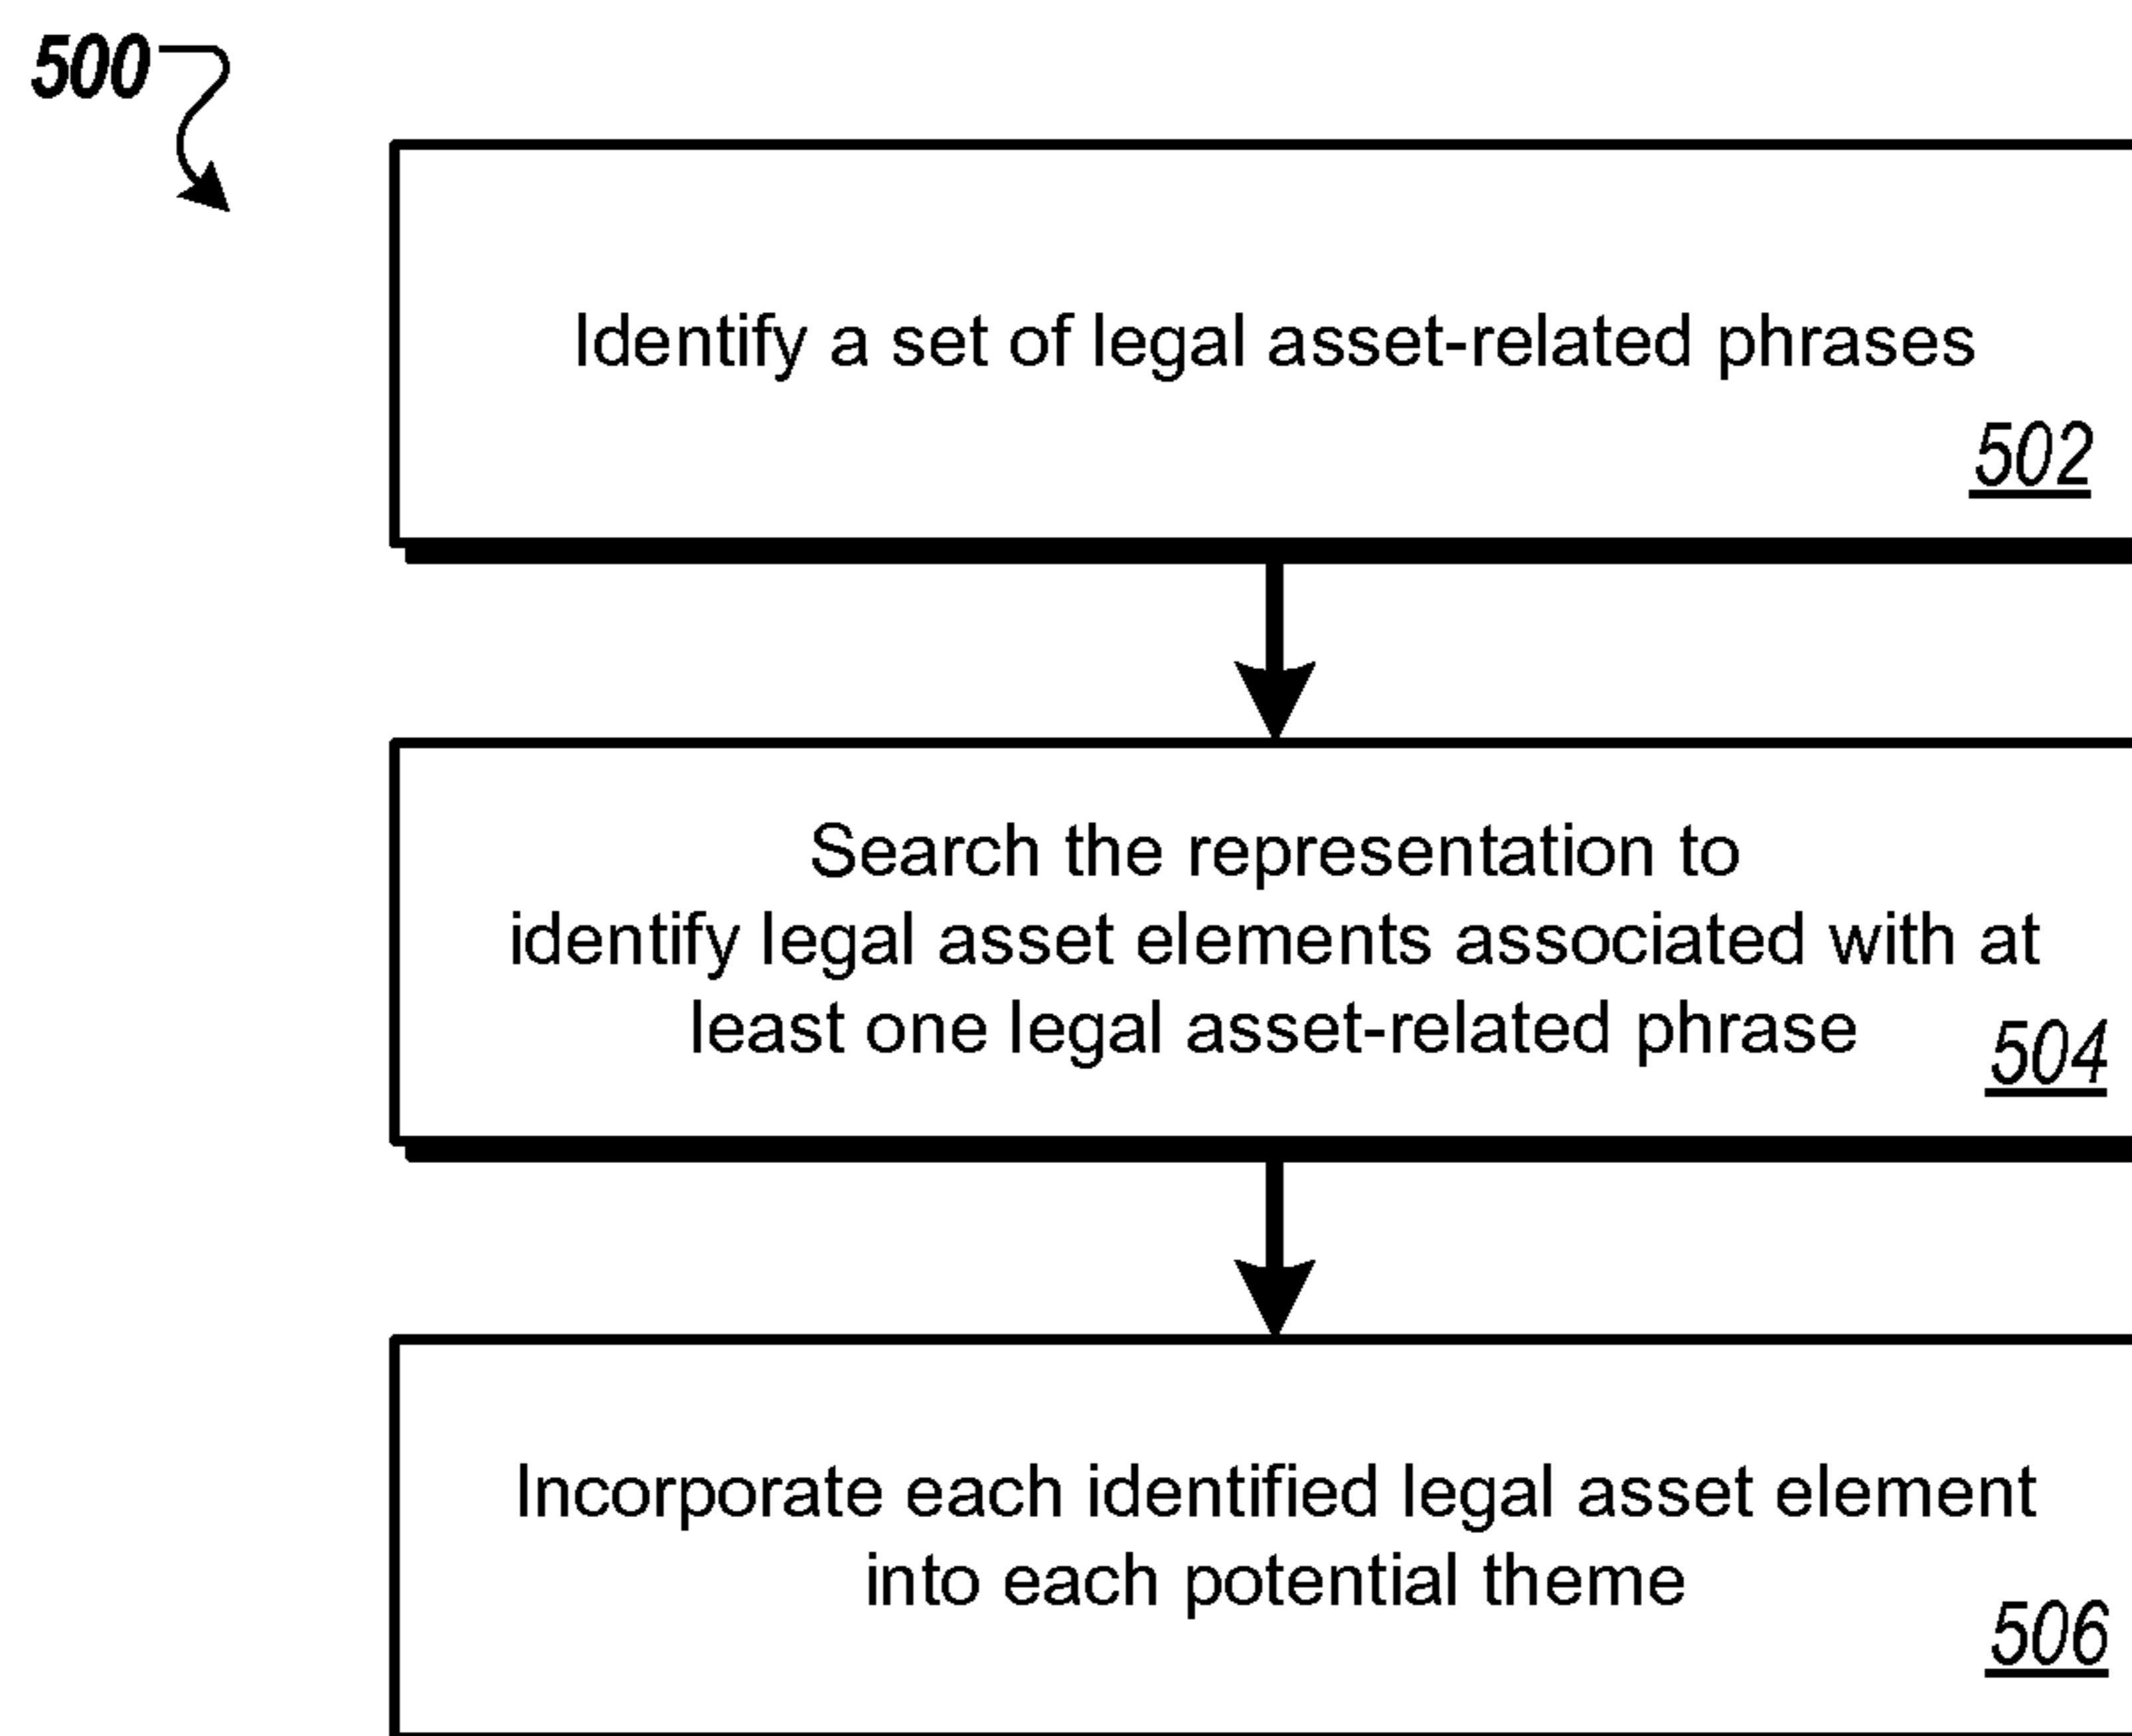 500
Identify a set of legal asset-related phrases
502
Search the representation to
identify legal asset elements associated with at
least one legal asset-related phrase
504
Incorporate each identified legal asset element
into each potential theme
506